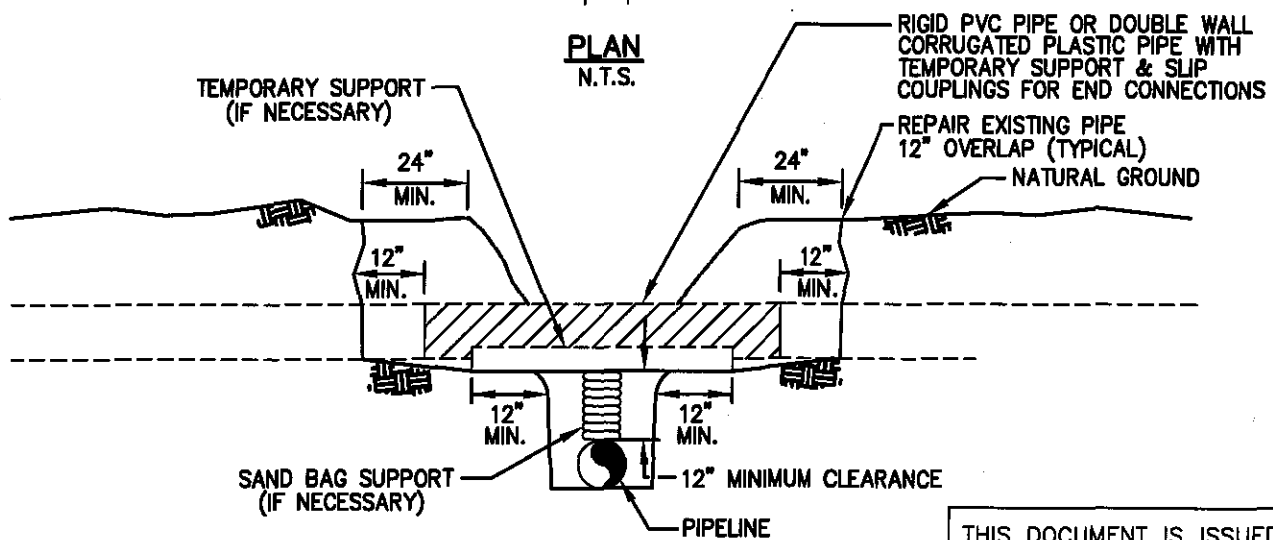 PLAN
N.T.S.
RIGID PVC PIPE OR DOUBLE WALL
CORRUGATED PLASTIC PIPE WITH
TEMPORARY SUPPORT & SLIP
COUPLINGS FOR END CONNECTIONS
TEMPORARY SUPPORT
(IF NECESSARY)
REPAIR EXISTING PIPE
12" OVERLAP (TYPICAL)
24"
MIN.
24"
MIN.
NATURAL GROUND
12"
MIN.
12"
MIN.
12"
MIN.
12"
MIN.
SAND BAG SUPPORT
(IF NECESSARY)
12" MINIMUM CLEARANCE
PIPELINE
THIS DOCUMENT IS ISSUED